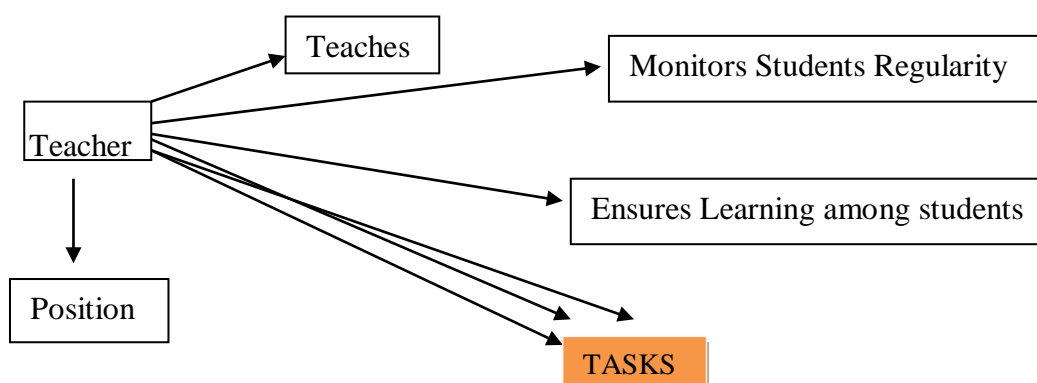 Teaches
Monitors Students Regularity
Teacher
Ensures Learning among students
Position
TASKS